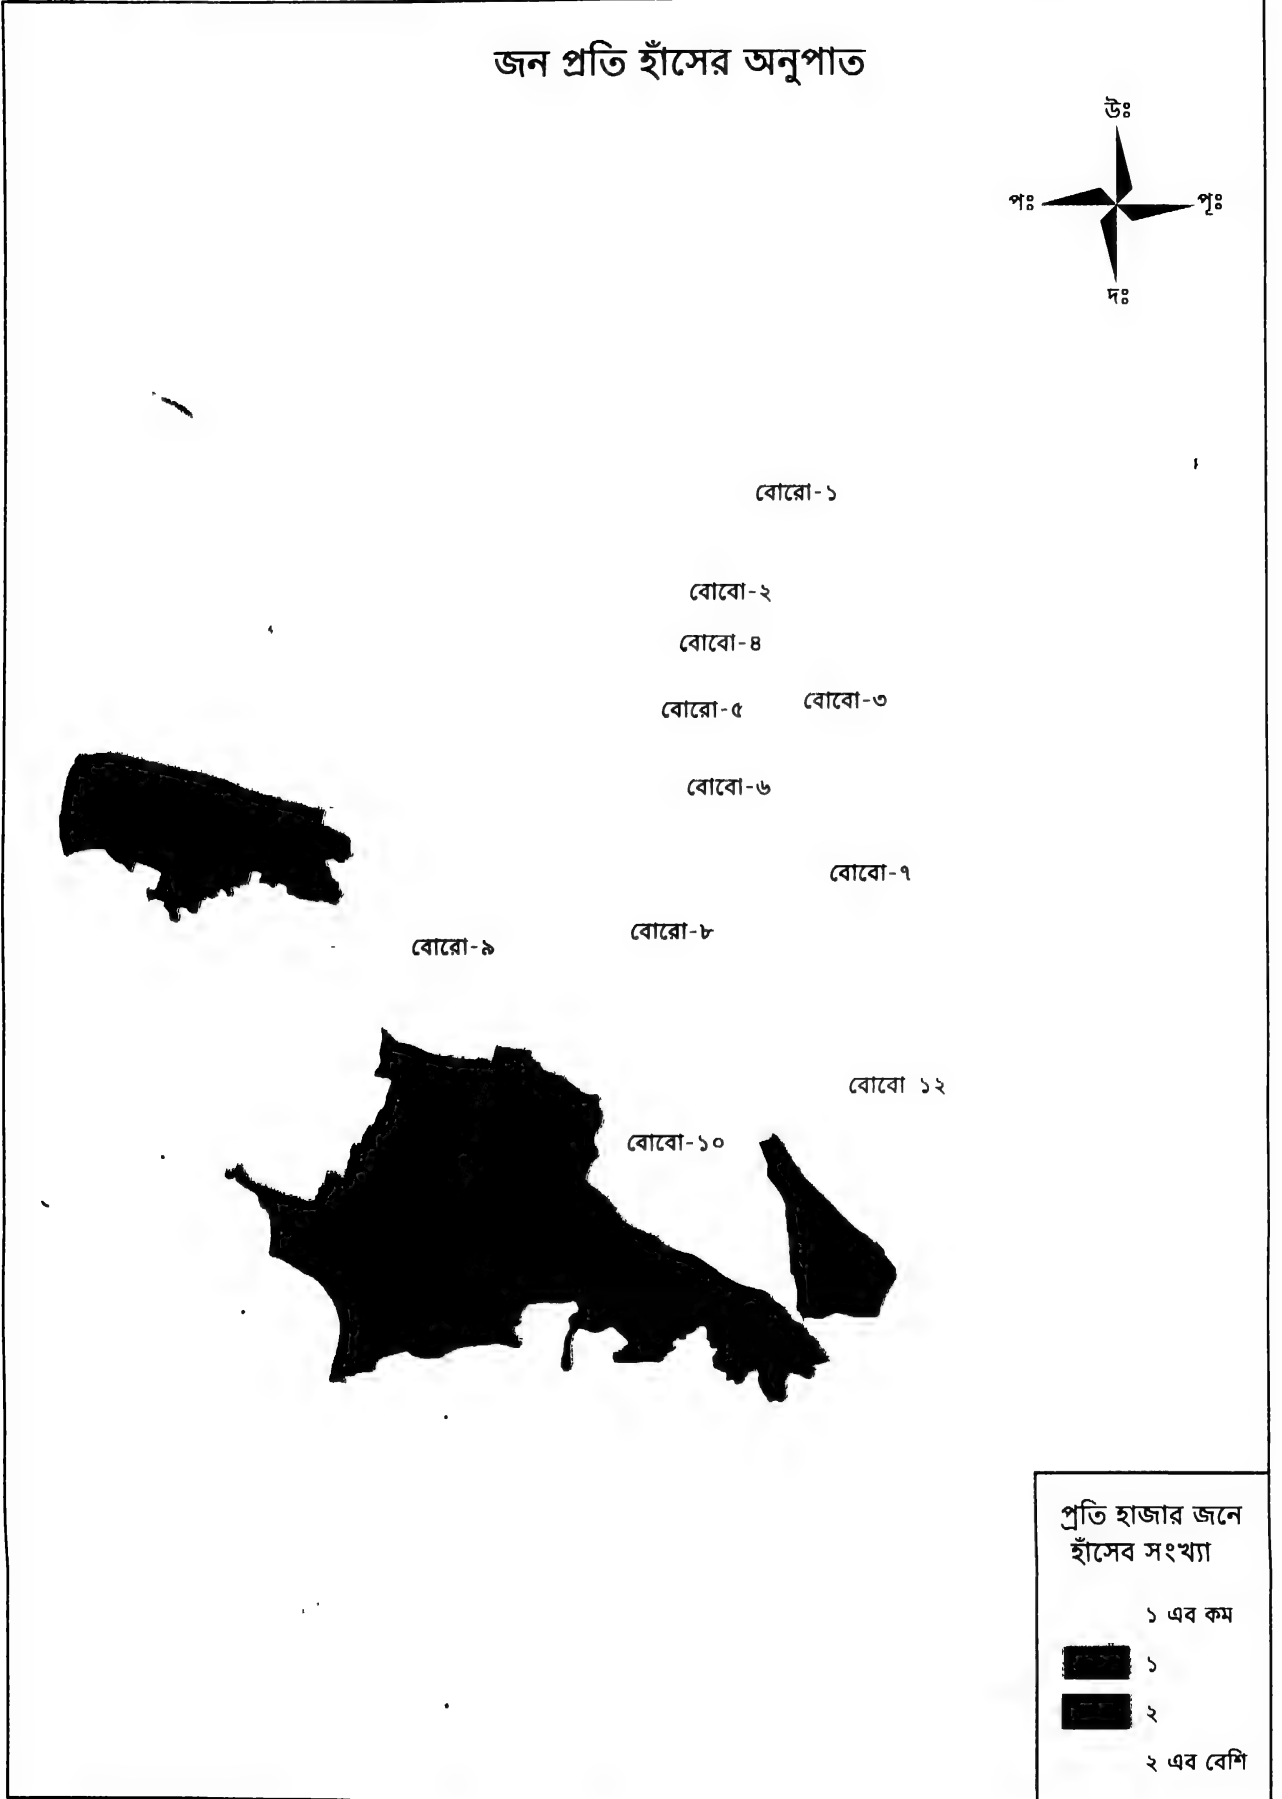 জন প্রতি হাঁসের অনুপাত
উঃ
পঃ
পূঃ
দঃ
বোরো-১
বোবো-২
বোবো-৪
বোরো-৫
বোবো-৩
বোবো-৬
বোবো-৭
বোরো-৮
বোরো-৯
বোবো ১২
বোবো-১০
প্রতি হাজার জনে
হাঁসেব সংখ্যা
১ এব কম
১
২
২ এব বেশি